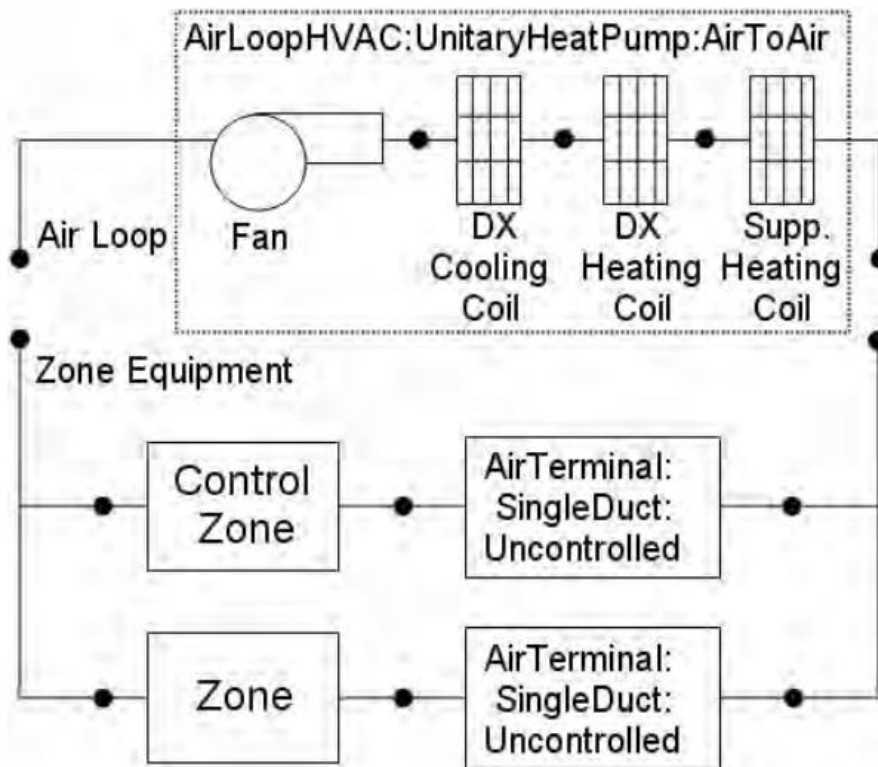 AirLoopHVAC:UnitaryHeatPump:AirToAir
Air Loop
Fan
DX
Cooling
Coil
DX
Heating
Coil
Supp.
Heating
Coil
Zone Equipment
Control
Zone
AirTerminal:
SingleDuct:
Uncontrolled
Zone
AirTerminal:
SingleDuct:
Uncontrolled